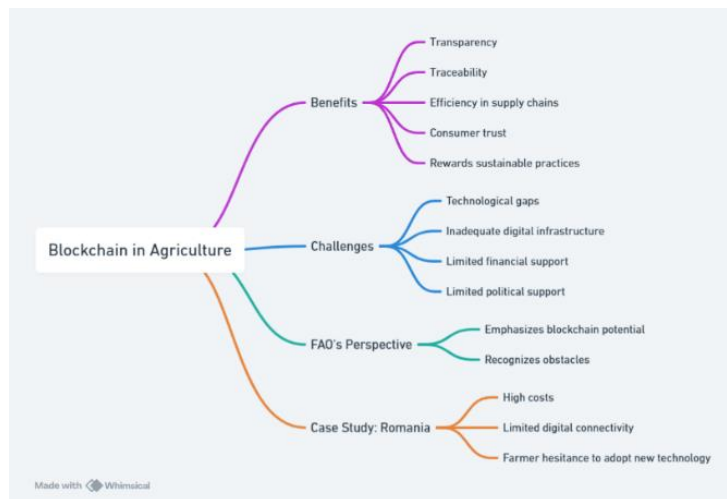 Blockchain in Agriculture
Benefits
Transparency
Traceability
Efficiency in supply chains
Consumer trust
Rewards sustainable practices
Challenges
Technological gaps
Inadequate digital infrastructure
Limited financial support
Limited political support
FAO's Perspective
Emphasizes blockchain potential
Recognizes obstacles
Case Study: Romania
High costs
Limited digital connectivity
Farmer hesitance to adopt new technology
Made with Whimsical